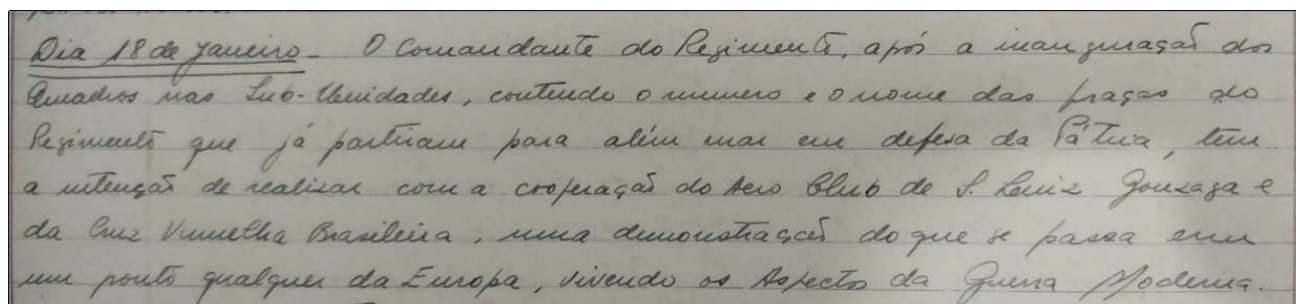 Dia 18 de Janeiro - O Comandante do Regimento, após a inauguração dos
Quadros nas Sub-Unidades, contendo o numero e o nome das praças do
Regimento que já partiram para além mar em defesa da Pátria, tem
a intenção de realizar com a cooperação do Aero Club de S. Luiz Gonzaga e
da Cruz Vermelha Brasileira, uma demonstração do que se passa em
um ponto qualquer da Europa, vivendo os Aspectos da Guerra Moderna.